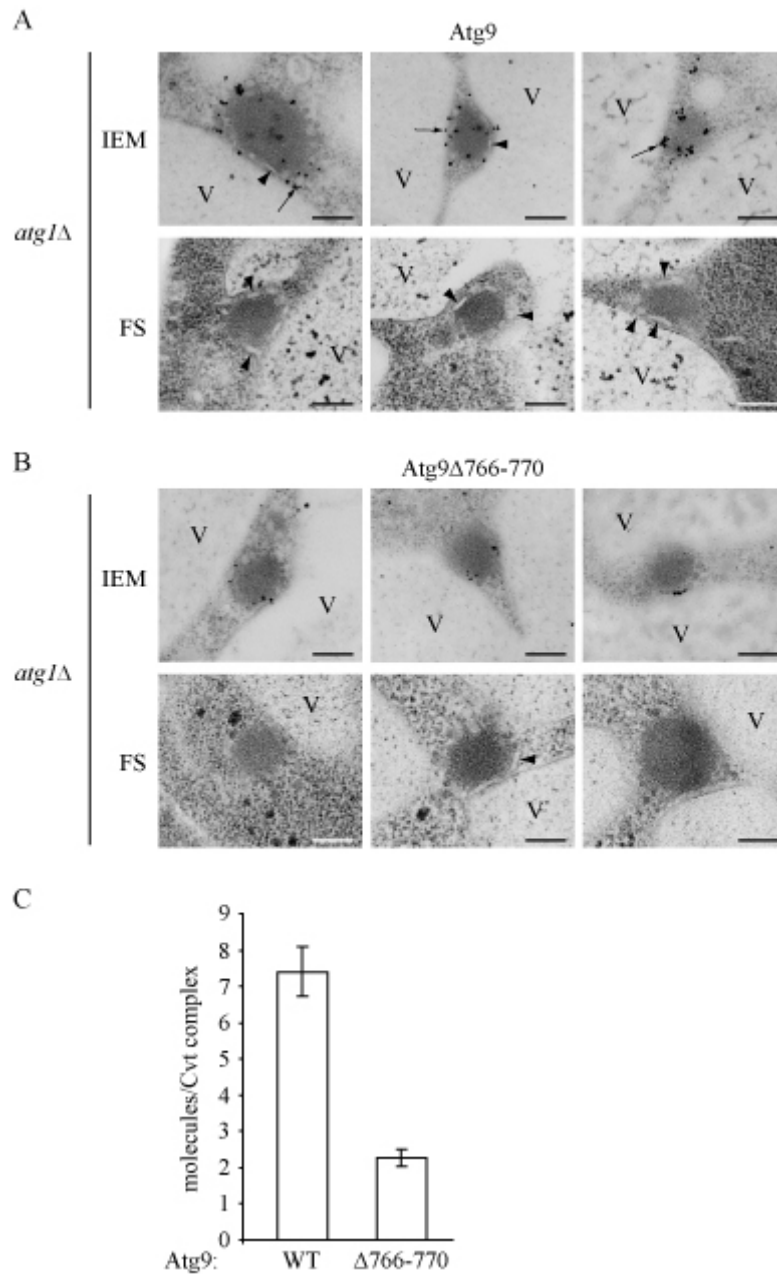 A
Atg9
IEM
V
V
V
V
V
atg1Δ
FS
V
V
V
B
Atg9Δ766-770
IEM
V
V
V
V
V
atg1Δ
FS
V
V
V
C
molecules/Cvt complex
9
8
7
6
5
4
3
2
1
0
Atg9: WT Δ766-770